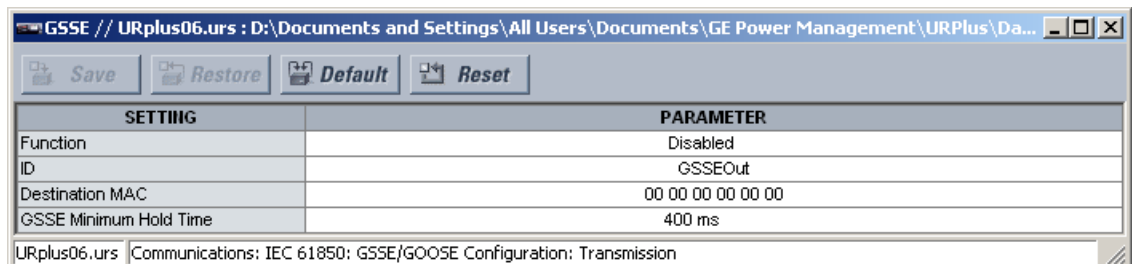 GSSE // URplus06.urs : D:\Documents and Settings\All Users\Documents\GE Power Management\URPlus\Da...
Save Restore Default Reset
SETTING PARAMETER
Function Disabled
ID GSSEOut
Destination MAC 00 00 00 00 00 00
GSSE Minimum Hold Time 400 ms
URplus06.urs Communications: IEC 61850: GSSE/GOOSE Configuration: Transmission